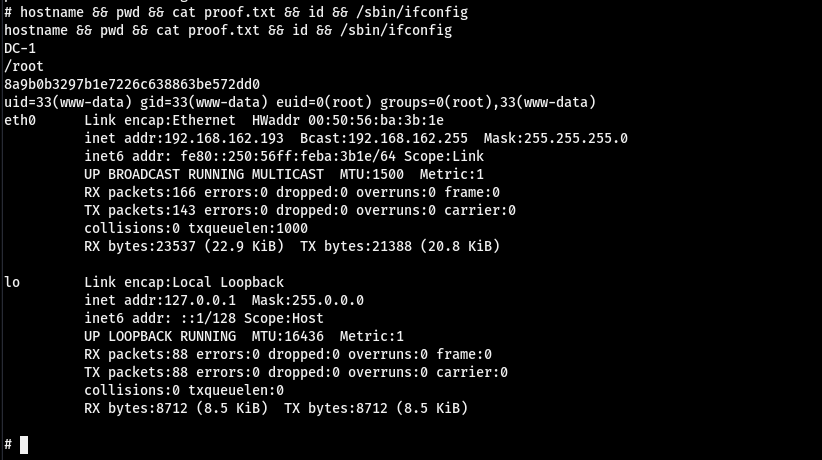 # hostname && pwd && cat proof.txt && id && /sbin/ifconfig
hostname && pwd && cat proof.txt && id && /sbin/ifconfig
DC-1
/root
8a9b0b3297b1e7226c638863be572dd0
uid=33(www-data) gid=33(www-data) euid=0(root) groups=0(root),33(www-data)
eth0      Link encap:Ethernet  HWaddr 00:50:56:ba:3b:1e
          inet addr:192.168.162.193  Bcast:192.168.162.255  Mask:255.255.255.0
          inet6 addr: fe80::250:56ff:feba:3b1e/64 Scope:Link
          UP BROADCAST RUNNING MULTICAST  MTU:1500  Metric:1
          RX packets:166 errors:0 dropped:0 overruns:0 frame:0
          TX packets:143 errors:0 dropped:0 overruns:0 carrier:0
          collisions:0 txqueuelen:1000
          RX bytes:23537 (22.9 KiB)  TX bytes:21388 (20.8 KiB)
lo        Link encap:Local Loopback
          inet addr:127.0.0.1  Mask:255.0.0.0
          inet6 addr: ::1/128 Scope:Host
          UP LOOPBACK RUNNING  MTU:16436  Metric:1
          RX packets:88 errors:0 dropped:0 overruns:0 frame:0
          TX packets:88 errors:0 dropped:0 overruns:0 carrier:0
          collisions:0 txqueuelen:0
          RX bytes:8712 (8.5 KiB)  TX bytes:8712 (8.5 KiB)
#